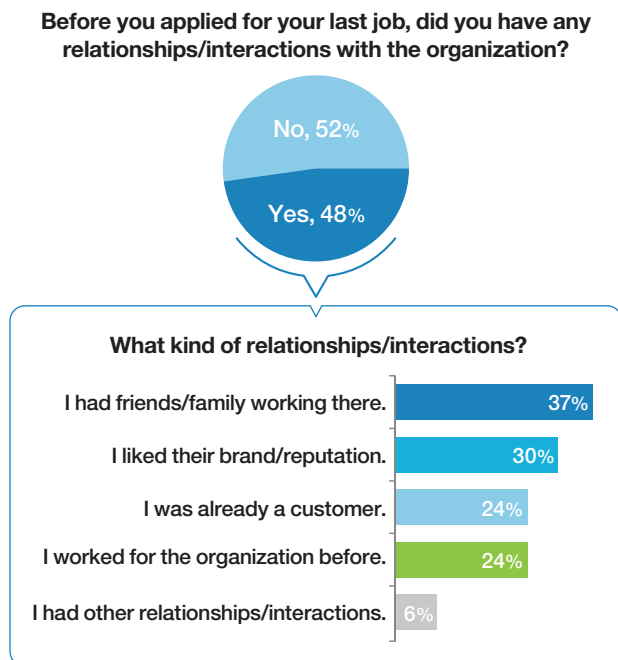 Before you applied for your last job, did you have any
relationships/interactions with the organization?
No, 52%
Yes, 48%
What kind of relationships/interactions?
I had friends/family working there.
37%
I liked their brand/reputation.
30%
I was already a customer.
24%
I worked for the organization before.
24%
I had other relationships/interactions.
6%